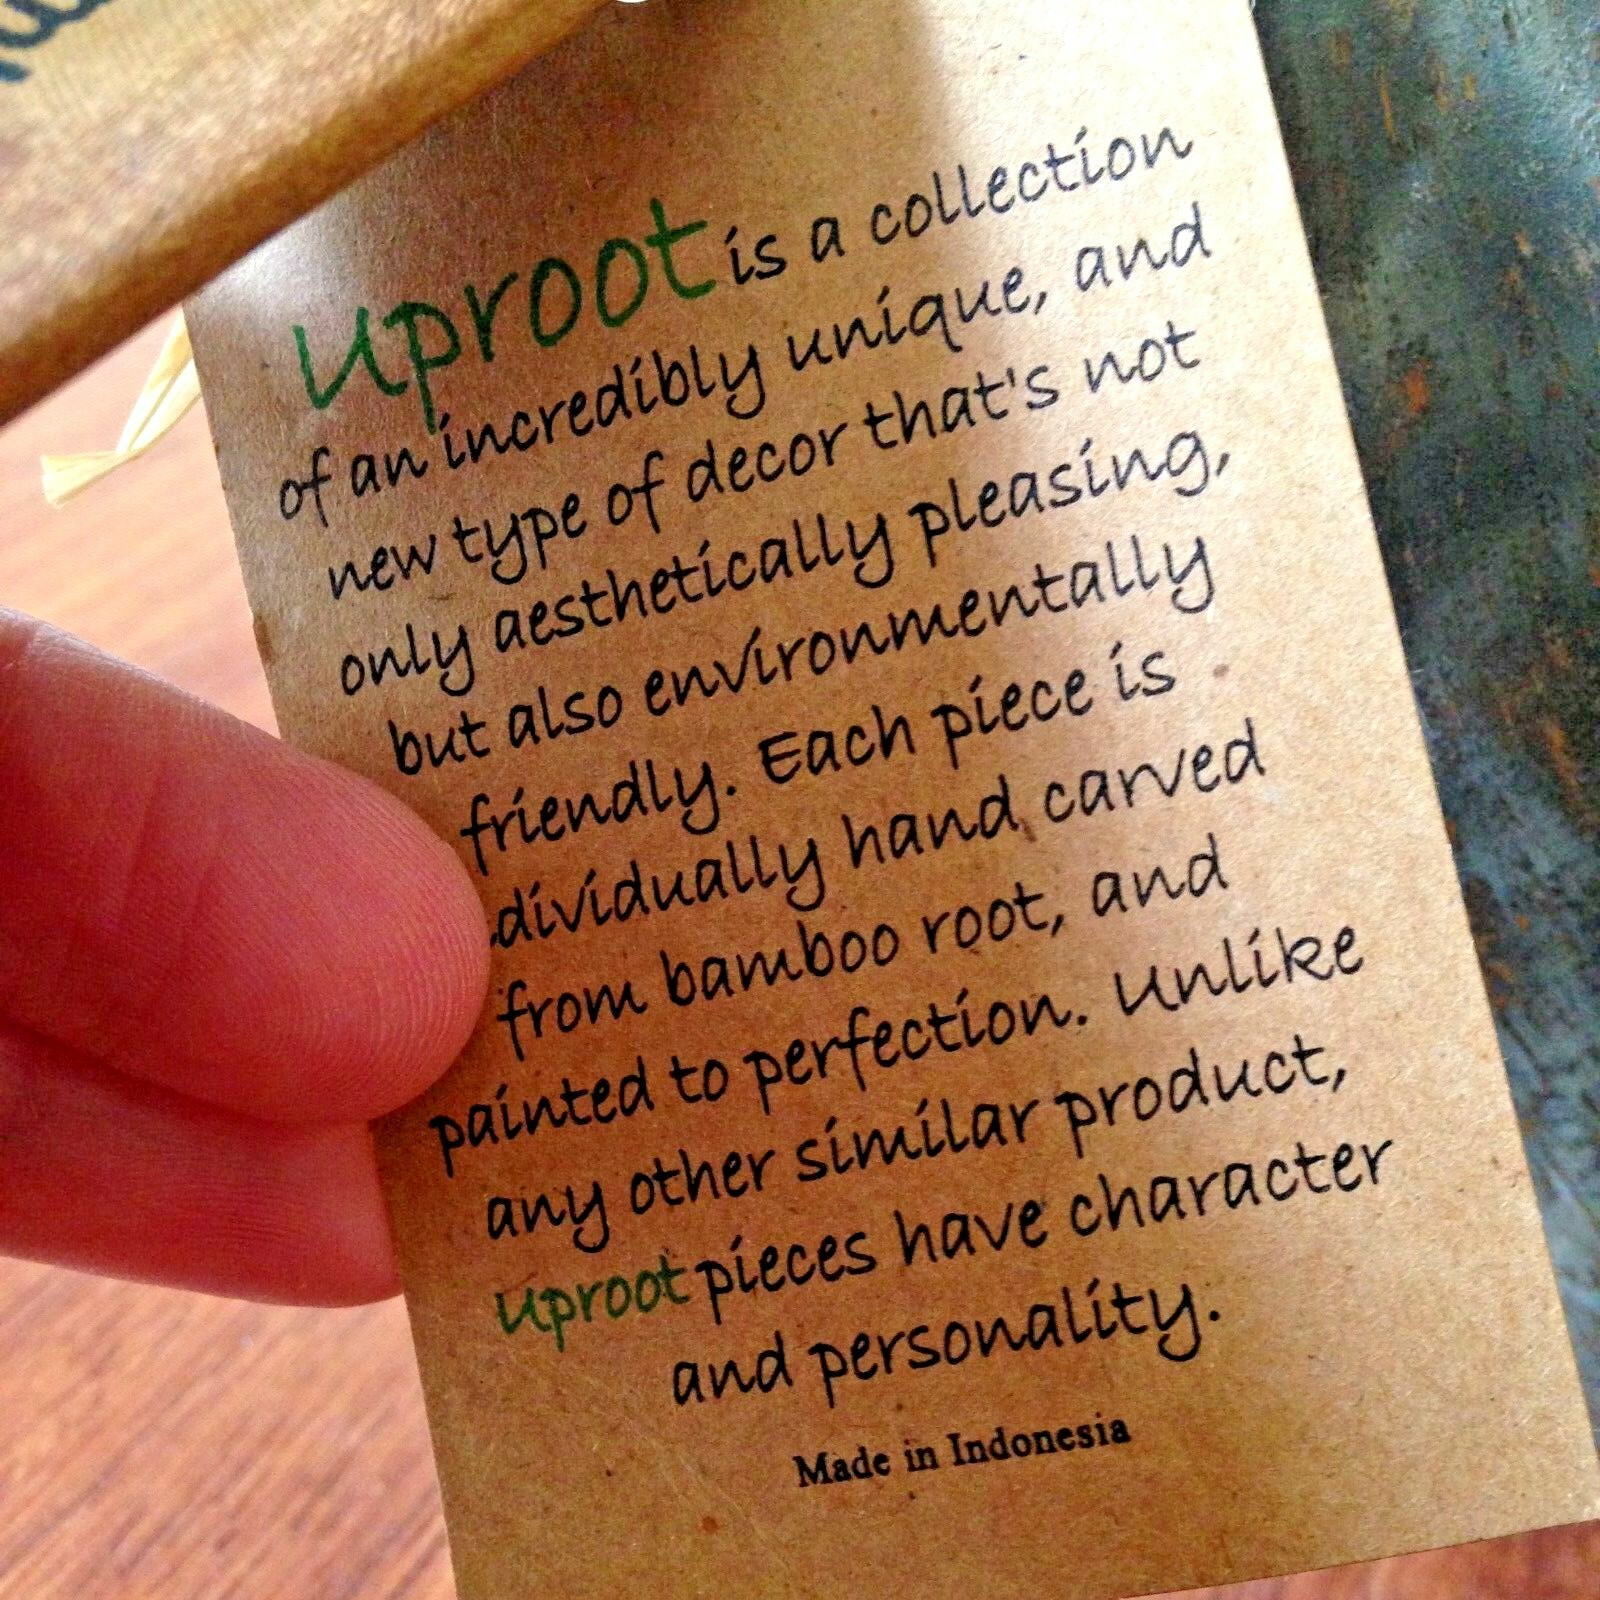 uproot is a collection
of an incredibly unique, and
new type of decor that's not
only aesthetically pleasing,
but also environmentally
friendly. Each piece is
dividually hand carved
from bamboo root, and
painted to perfection. Unlike
any other similar product,
uproot pieces have character
and personality.
Made in Indonesia